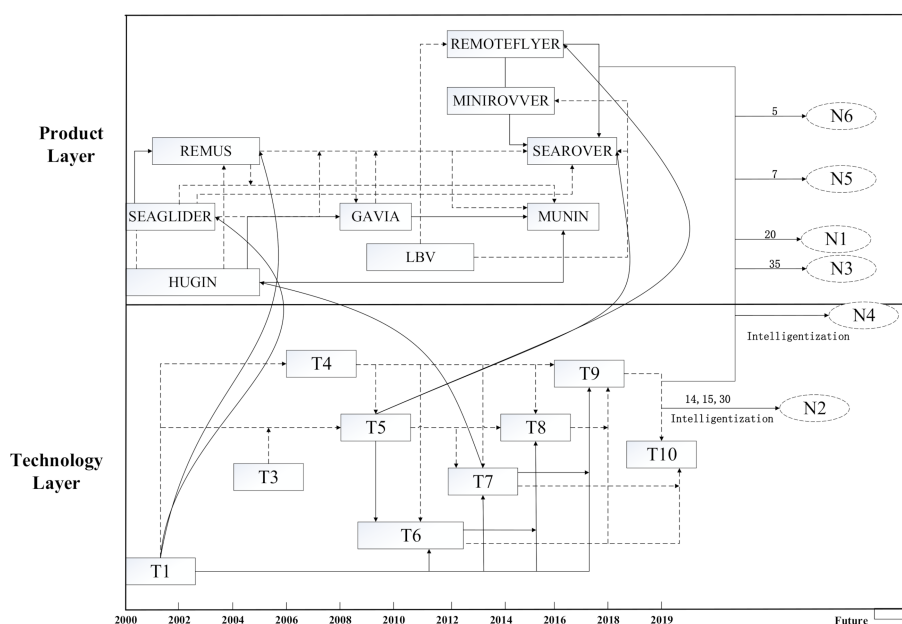 REMOTEFLYER
MINIROVVER
5
N6
Product
Layer
REMUS
SEAROVER
7
N5
SEAGLIDER
GAVIA
MUNIN
20
N1
LBV
35
N3
HUGIN
N4
Intelligentization
T4
T9
14, 15, 30
N2
Intelligentization
T5
T8
T10
Technology
Layer
T3
T7
T6
T1
2000 2002 2004 2006 2008 2010 2012 2014 2016 2018 2019 Future